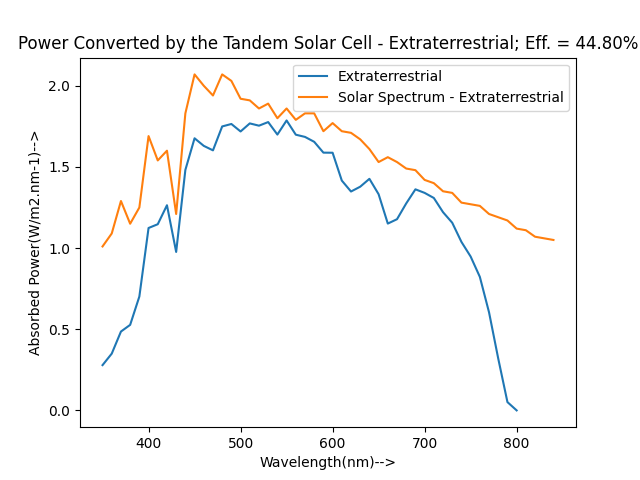 Power Converted by the Tandem Solar Cell - Extraterrestrial; Eff. = 44.80%
Extraterrestrial
Solar Spectrum - Extraterrestrial
Absorbed Power(W/m2.nm-1)-->
2.0
1.5
1.0
0.5
0.0
400 500 600 700 800
Wavelength(nm)-->